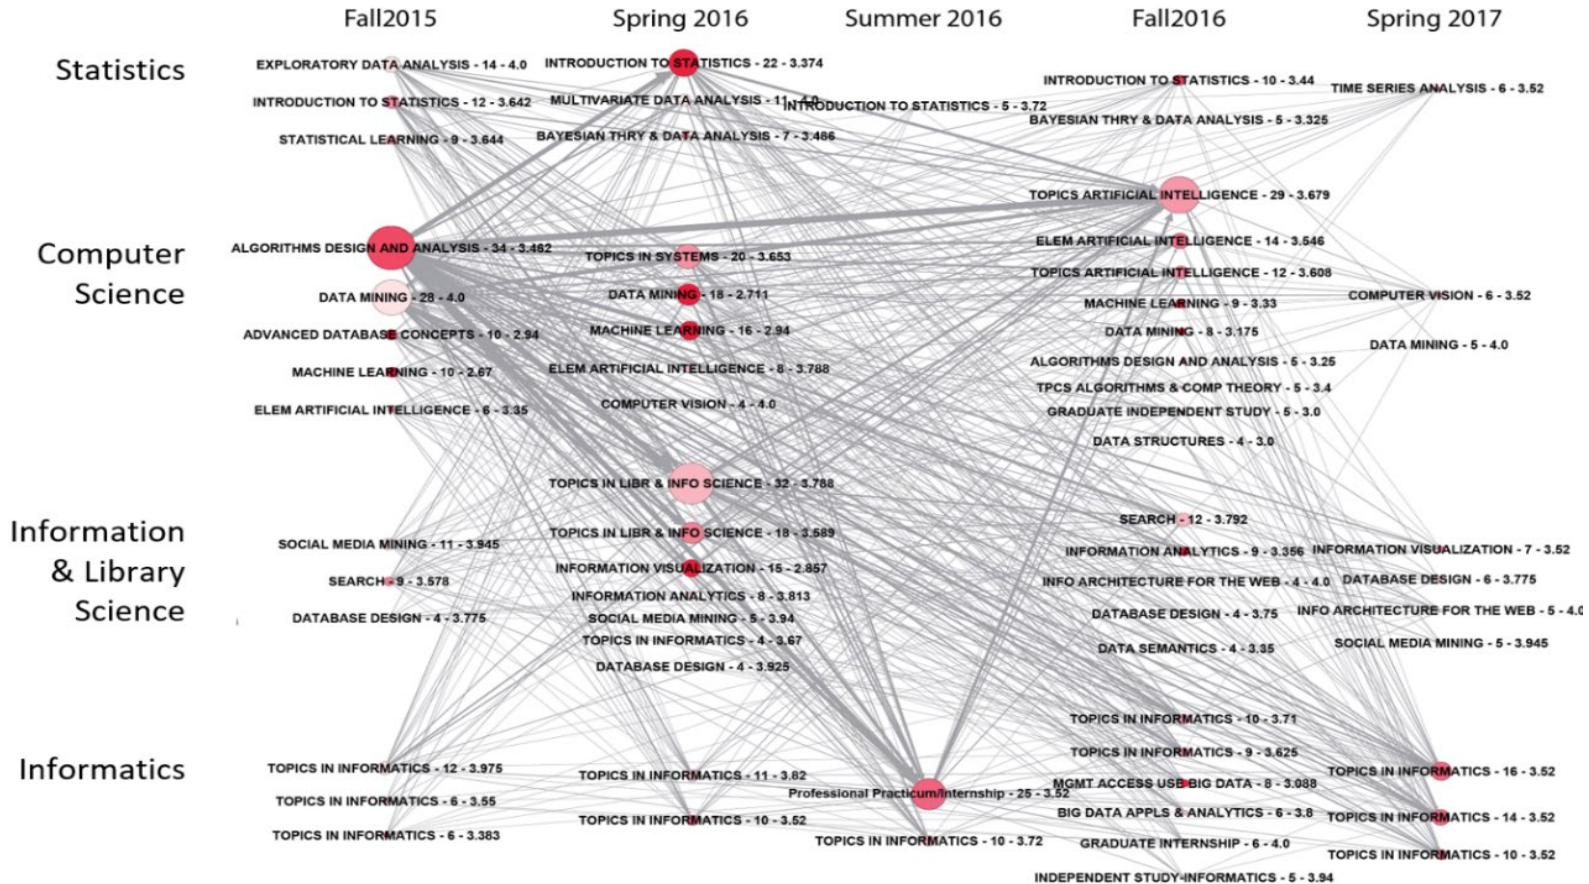 Fall2015
Spring 2016
Summer 2016
Fall2016
Spring 2017
Statistics
EXPLORATORY DATA ANALYSIS - 14 - 4.0
INTRODUCTION TO STATISTICS - 12 - 3.642
STATISTICAL LEARNING - 9 - 3.644
INTRODUCTION TO STATISTICS - 22 - 3.374
MULTIVARIATE DATA ANALYSIS - 11 - 4.0
BAYESIAN THRY & DATA ANALYSIS - 7 - 3.486
INTRODUCTION TO STATISTICS - 5 - 3.72
INTRODUCTION TO STATISTICS - 10 - 3.44
BAYESIAN THRY & DATA ANALYSIS - 5 - 3.325
TIME SERIES ANALYSIS - 6 - 3.52
Computer
Science
ALGORITHMS DESIGN AND ANALYSIS - 34 - 3.462
DATA MINING - 28 - 4.0
ADVANCED DATABASE CONCEPTS - 10 - 2.94
MACHINE LEARNING - 10 - 2.67
ELEM ARTIFICIAL INTELLIGENCE - 6 - 3.35
TOPICS IN SYSTEMS - 20 - 3.653
DATA MINING - 18 - 2.711
MACHINE LEARNING - 16 - 2.94
ELEM ARTIFICIAL INTELLIGENCE - 8 - 3.788
COMPUTER VISION - 4 - 4.0
TOPICS ARTIFICIAL INTELLIGENCE - 29 - 3.679
ELEM ARTIFICIAL INTELLIGENCE - 14 - 3.546
TOPICS ARTIFICIAL INTELLIGENCE - 12 - 3.608
MACHINE LEARNING - 9 - 3.33
DATA MINING - 8 - 3.175
ALGORITHMS DESIGN AND ANALYSIS - 5 - 3.25
TPCS ALGORITHMS & COMP THEORY - 5 - 3.4
GRADUATE INDEPENDENT STUDY - 5 - 3.0
DATA STRUCTURES - 4 - 3.0
COMPUTER VISION - 6 - 3.52
DATA MINING - 5 - 4.0
Information
& Library
Science
SOCIAL MEDIA MINING - 11 - 3.945
SEARCH - 9 - 3.578
DATABASE DESIGN - 4 - 3.775
TOPICS IN LIBR & INFO SCIENCE - 32 - 3.788
TOPICS IN LIBR & INFO SCIENCE - 18 - 3.589
INFORMATION VISUALIZATION - 15 - 2.857
INFORMATION ANALYTICS - 8 - 3.813
SOCIAL MEDIA MINING - 5 - 3.94
TOPICS IN INFORMATICS - 4 - 3.67
DATABASE DESIGN - 4 - 3.925
SEARCH - 12 - 3.792
INFORMATION ANALYTICS - 9 - 3.356
INFO ARCHITECTURE FOR THE WEB - 4 - 4.0
DATABASE DESIGN - 4 - 3.75
DATA SEMANTICS - 4 - 3.35
INFORMATION VISUALIZATION - 7 - 3.52
DATABASE DESIGN - 6 - 3.775
INFO ARCHITECTURE FOR THE WEB - 5 - 4.0
SOCIAL MEDIA MINING - 5 - 3.945
Informatics
TOPICS IN INFORMATICS - 12 - 3.975
TOPICS IN INFORMATICS - 6 - 3.55
TOPICS IN INFORMATICS - 6 - 3.383
TOPICS IN INFORMATICS - 11 - 3.82
TOPICS IN INFORMATICS - 10 - 3.52
Professional Practicum/Internship - 25 - 3.52
TOPICS IN INFORMATICS - 10 - 3.72
TOPICS IN INFORMATICS - 10 - 3.71
TOPICS IN INFORMATICS - 9 - 3.625
MGMT ACCESS USE BIG DATA - 8 - 3.088
BIG DATA APPLS & ANALYTICS - 6 - 3.8
GRADUATE INTERNSHIP - 6 - 4.0
INDEPENDENT STUDY-INFORMATICS - 5 - 3.94
TOPICS IN INFORMATICS - 16 - 3.52
TOPICS IN INFORMATICS - 14 - 3.52
TOPICS IN INFORMATICS - 10 - 3.52